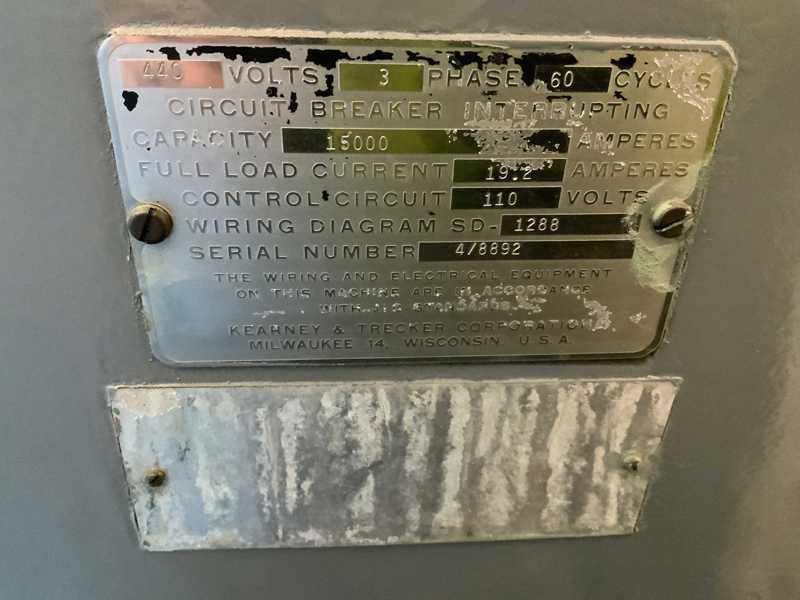 440 VOLTS 3 PHASE 60 CYCLES
CIRCUIT BREAKER INTERRUPTING
CAPACITY 15000 AMPERES
FULL LOAD CURRENT 19.2 AMPERES
CONTROL CIRCUIT 110 VOLTS
WIRING DIAGRAM SD- 1288
SERIAL NUMBER 4/8892
THE WIRING AND ELECTRICAL EQUIPMENT
ON THIS MACHINE ARE IN ACCORDANCE
WITH STANDARDS
KEARNEY & TRECKER CORPORATION
MILWAUKEE 14, WISCONSIN, U.S.A.